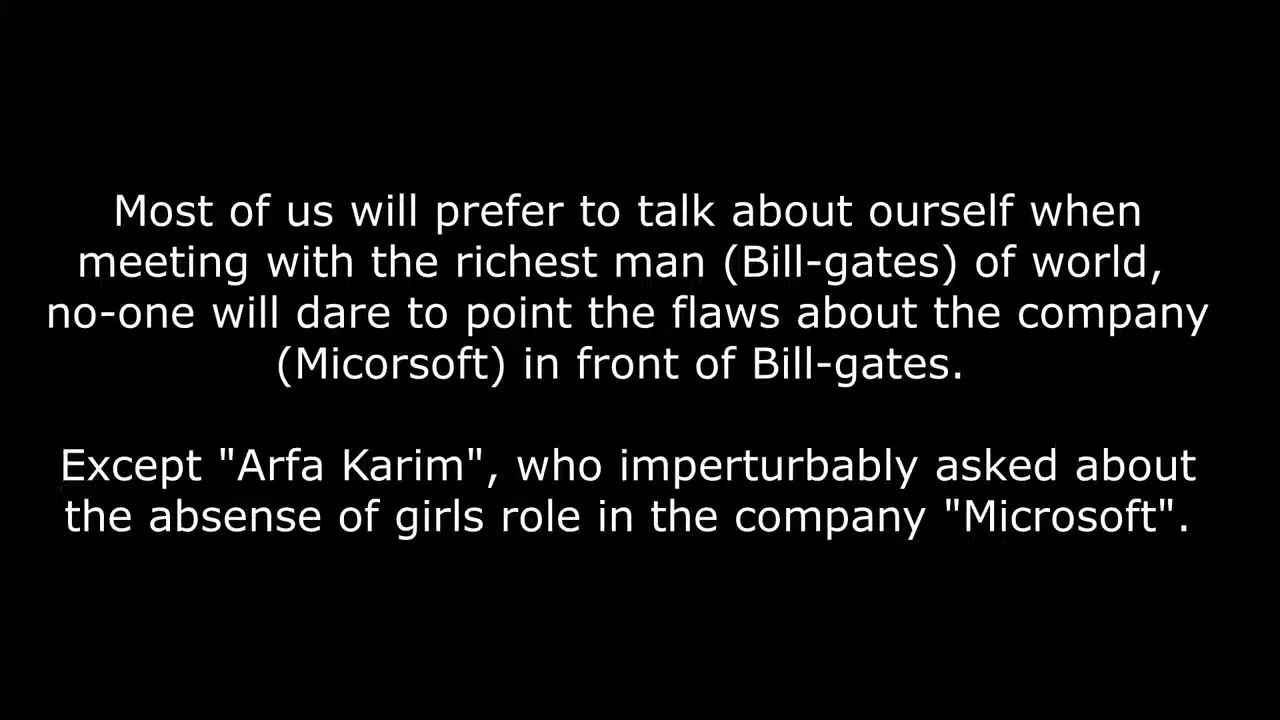 Most of us will prefer to talk about ourself when
meeting with the richest man (Bill-gates) of world,
no-one will dare to point the flaws about the company
(Micorsoft) in front of Bill-gates.
Except "Arfa Karim", who imperturbably asked about
the absense of girls role in the company "Microsoft".